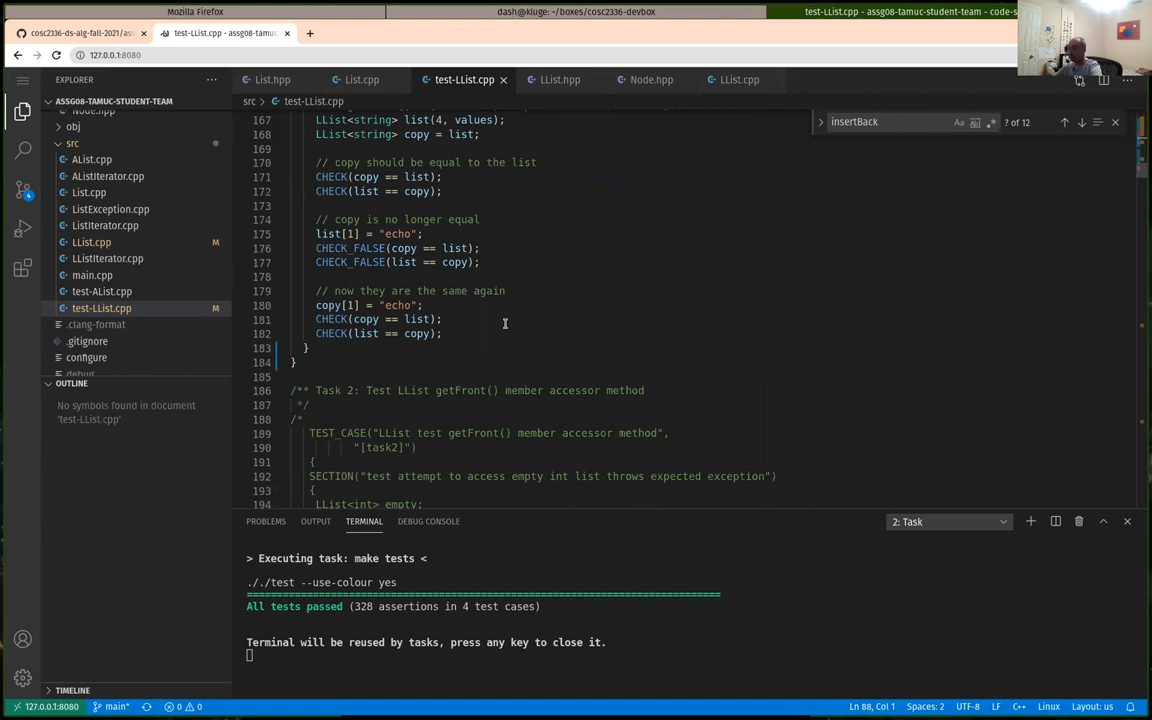 Mozilla Firefox
dash@kluge: ~/boxes/cosc2336-devbox
test-LList.cpp - assg08-tamuc-student-team - code-s
cosc2336-ds-alg-fall-2021/ass
test-LList.cpp - assg08-tamuc-
127.0.0.1:8080
EXPLORER
List.hpp
List.cpp
test-LList.cpp
LList.hpp
Node.hpp
LList.cpp
ASSG08-TAMUC-STUDENT-TEAM
src > test-LList.cpp
Node.hpp
obj
src
AList.cpp
AListIterator.cpp
List.cpp
ListException.cpp
ListIterator.cpp
LList.cpp M
LListIterator.cpp
main.cpp
test-AList.cpp
test-LList.cpp M
.clang-format
.gitignore
configure
debug
OUTLINE
No symbols found in document
'test-LList.cpp'
TIMELINE
4
insertBack
Aa
? of 12
167 LList<string> list(4, values);
168 LList<string> copy = list;
169
170 // copy should be equal to the list
171 CHECK(copy == list);
172 CHECK(list == copy);
173
174 // copy is no longer equal
175 list[1] = "echo";
176 CHECK_FALSE(copy == list);
177 CHECK_FALSE(list == copy);
178
179 // now they are the same again
180 copy[1] = "echo";
181 CHECK(copy == list);
182 CHECK(list == copy);
183 }
184 }
185
186 /** Task 2: Test LList getFront() member accessor method
187 */
188 /*
189 TEST_CASE("LList test getFront() member accessor method",
190 "[task2]")
191 {
192 SECTION("test attempt to access empty int list throws expected exception")
193 {
194 LList<int> empty;
PROBLEMS
OUTPUT
TERMINAL
DEBUG CONSOLE
2: Task
> Executing task: make tests <
././test --use-colour yes
All tests passed (328 assertions in 4 test cases)
Terminal will be reused by tasks, press any key to close it.
127.0.0.1:8080
main*
0
0
Ln 88, Col 1
Spaces: 2
UTF-8
LF
C++
Linux
Layout: us